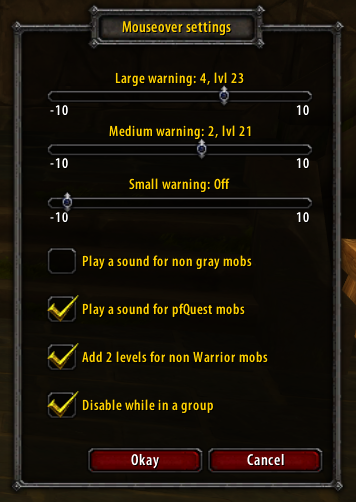 Mouseover settings
Large warning: 4, lvl 23
-10 10
Medium warning: 2, lvl 21
-10 10
Small warning: Off
-10 10
Play a sound for non gray mobs
Play a sound for pfQuest mobs
Add 2 levels for non Warrior mobs
Disable while in a group
Okay Cancel